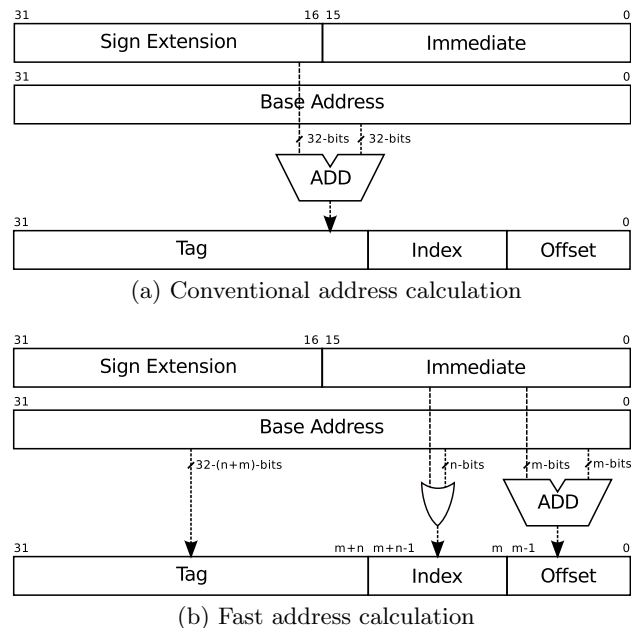 31 16 15 0
Sign Extension Immediate
31 0
Base Address
32-bits 32-bits
ADD
31 0
Tag Index Offset
(a) Conventional address calculation
31 16 15 0
Sign Extension Immediate
31 0
Base Address
32-(n+m)-bits n-bits m-bits m-bits
ADD
31 m+n m+n-1 m m-1 0
Tag Index Offset
(b) Fast address calculation